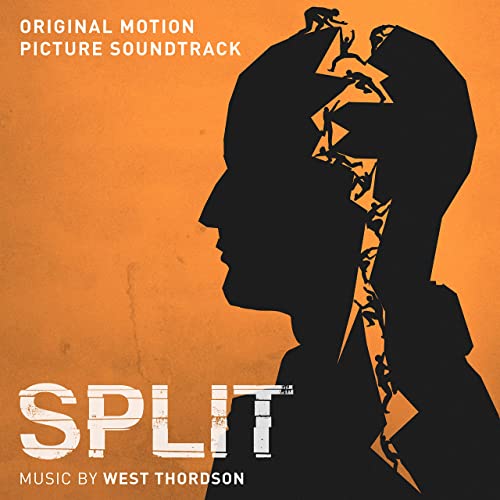 ORIGINAL MOTION
PICTURE SOUNDTRACK
SPLIT
MUSIC BY WEST THORDSON